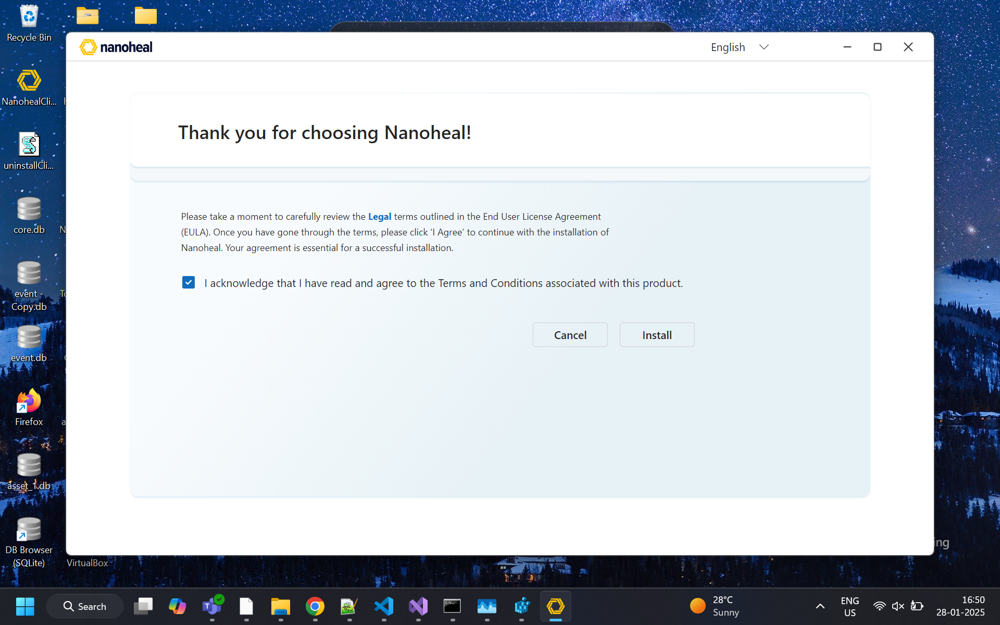 Recycle Bin
nanoheal
English
NanohealCli...
Thank you for choosing Nanoheal!
uninstallCli...
Please take a moment to carefully review the Legal terms outlined in the End User License Agreement
(EULA). Once you have gone through the terms, please click ‘I Agree’ to continue with the installation of
Nanoheal. Your agreement is essential for a successful installation.
core.db
I acknowledge that I have read and agree to the Terms and Conditions associated with this product.
event -
Copy.db
Cancel
Install
event.db
Firefox
asset_1.db
DB Browser
(SQLite)
VirtualBox
Search
28°C
Sunny
ENG
US
16:50
28-01-2025